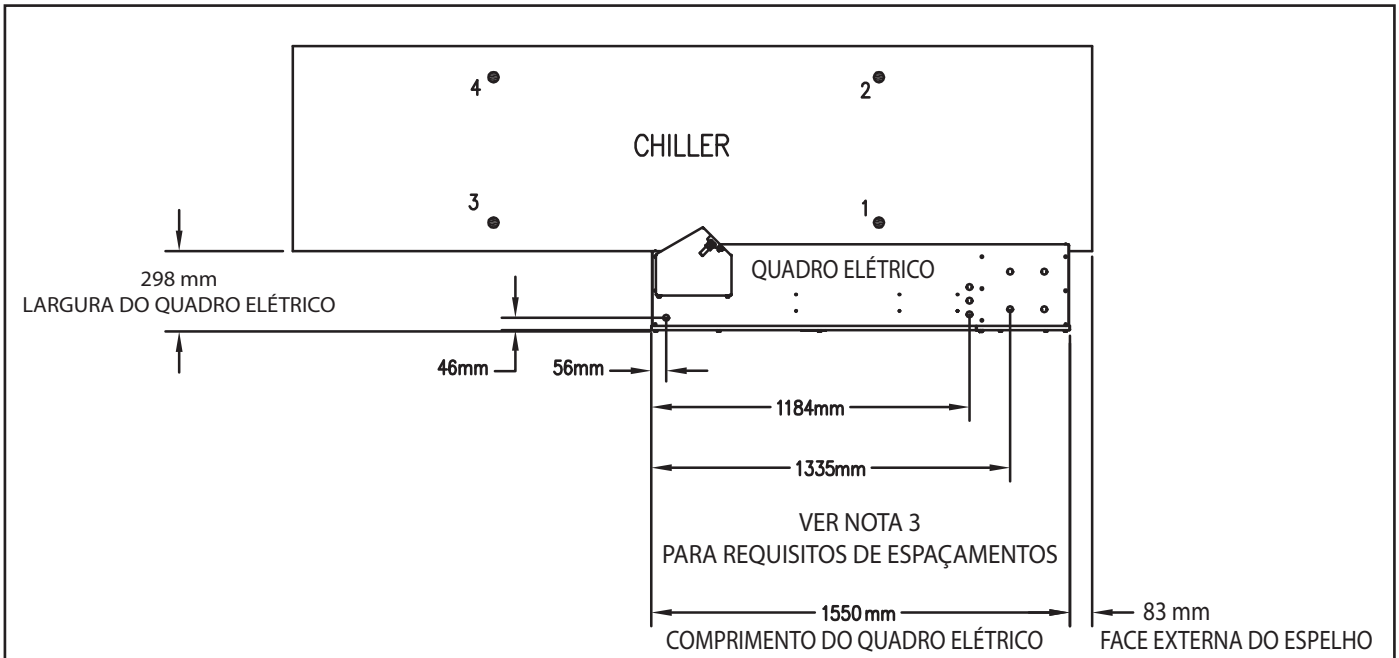 4
2
CHILLER
3
1
298 mm
LARGURA DO QUADRO ELÉTRICO
QUADRO ELÉTRICO
46mm
56mm
1184mm
1335mm
VER NOTA 3
PARA REQUISITOS DE ESPAÇAMENTOS
1550 mm
COMPRIMENTO DO QUADRO ELÉTRICO
83 mm
FACE EXTERNA DO ESPELHO